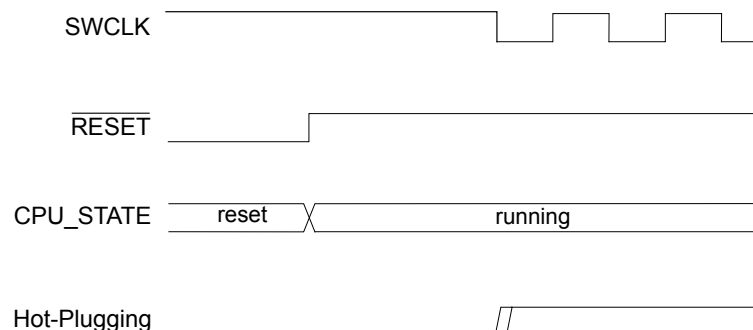 SWCLK
RESET
CPU_STATE reset running
Hot-Plugging